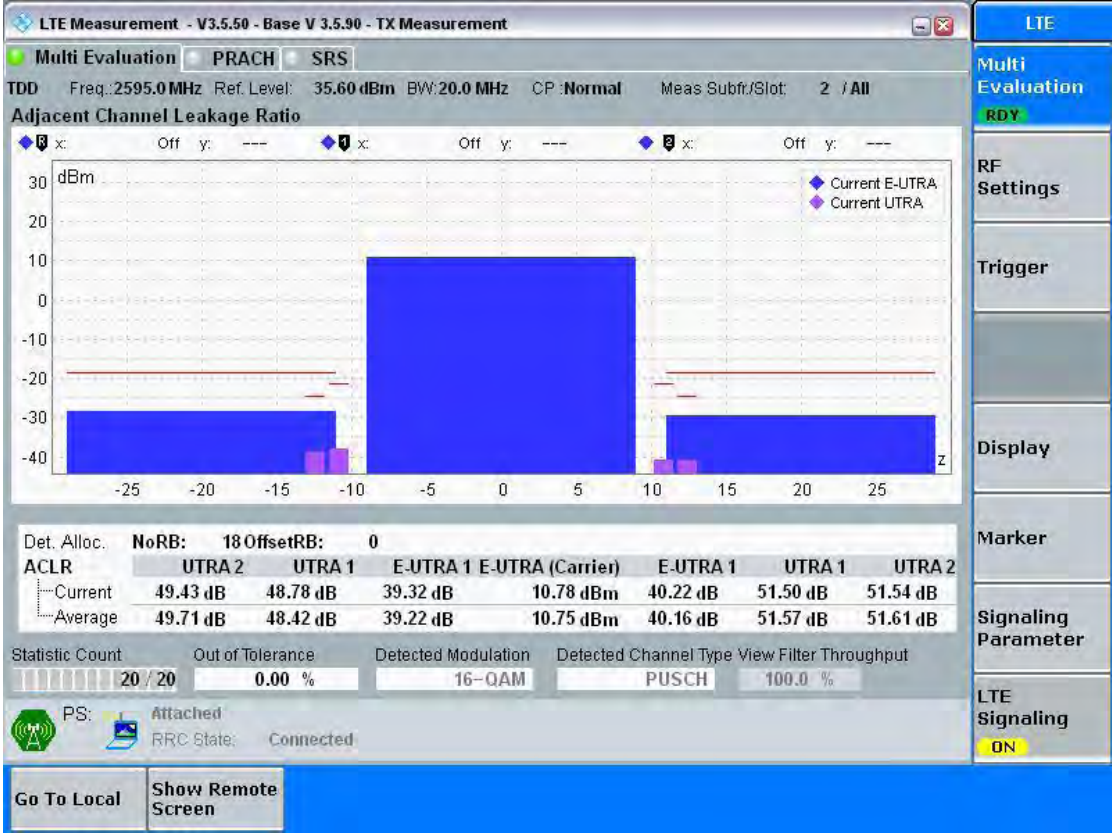 LTE Measurement - V3.5.50 - Base V 3.5.90 - TX Measurement
LTE
Multi Evaluation PRACH SRS
Multi
Evaluation
RDY
TDD Freq.:2595.0 MHz Ref. Level: 35.60 dBm BW:20.0 MHz CP :Normal Meas Subfr./Slot: 2 / All
Adjacent Channel Leakage Ratio
R x: Off y: --- 1 x: Off y: --- 2 x: Off y: ---
dBm
Current E-UTRA
Current UTRA
30
20
10
0
-10
-20
-30
-40
z
-25 -20 -15 -10 -5 0 5 10 15 20 25
RF
Settings
Trigger
Display
Marker
Signaling
Parameter
LTE
Signaling
ON
Det. Alloc. NoRB: 18 OffsetRB: 0
ACLR UTRA 2 UTRA 1 E-UTRA 1 E-UTRA (Carrier) E-UTRA 1 UTRA 1 UTRA 2
Current 49.43 dB 48.78 dB 39.32 dB 10.78 dBm 40.22 dB 51.50 dB 51.54 dB
Average 49.71 dB 48.42 dB 39.22 dB 10.75 dBm 40.16 dB 51.57 dB 51.61 dB
Statistic Count Out of Tolerance Detected Modulation Detected Channel Type View Filter Throughput
20 / 20 0.00 % 16-QAM PUSCH 100.0 %
PS: Attached
RRC State: Connected
Go To Local
Show Remote
Screen